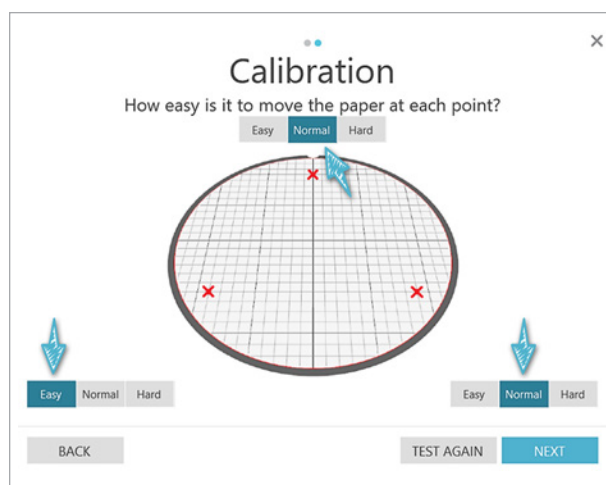 Calibration
How easy is it to move the paper at each point?
Easy Normal Hard
Easy Normal Hard
Easy Normal Hard
BACK
TEST AGAIN
NEXT